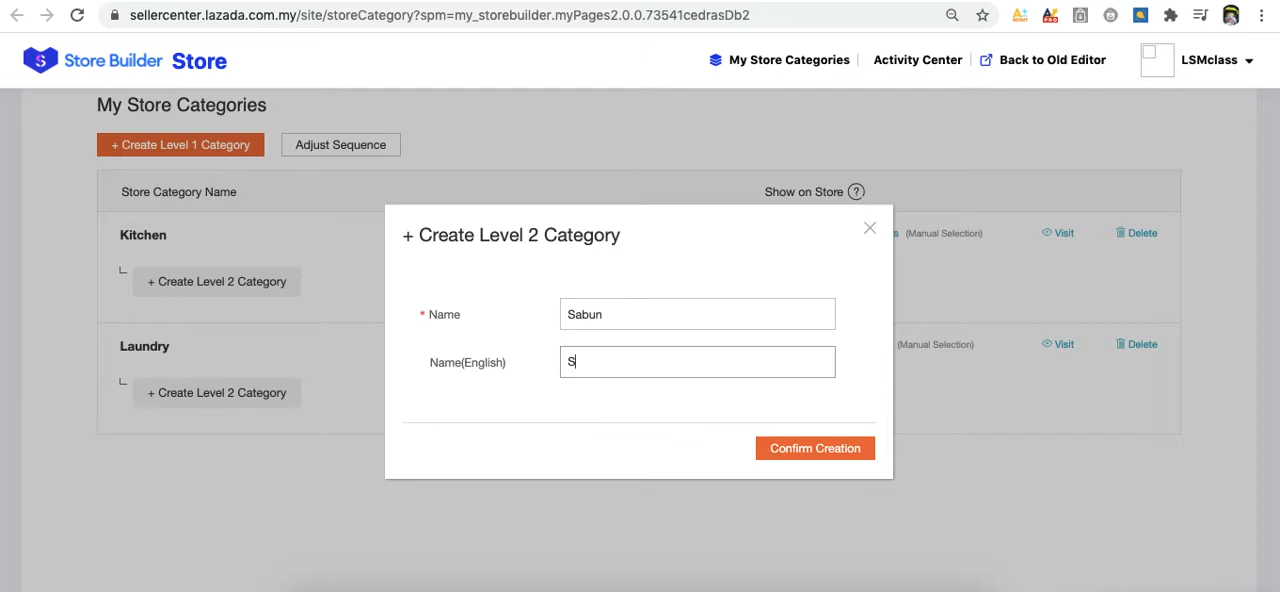 sellercenter.lazada.com.my/site/storeCategory?spm=my_storebuilder.myPages2.0.0.73541cedrasDb2
Store Builder Store
My Store Categories
Activity Center
Back to Old Editor
LSMclass
My Store Categories
+ Create Level 1 Category
Adjust Sequence
Store Category Name
Show on Store ?
+ Create Level 2 Category
Kitchen
s (Manual Selection)
Visit
Delete
+ Create Level 2 Category
* Name
Sabun
Laundry
(Manual Selection)
Visit
Delete
Name(English)
S
+ Create Level 2 Category
Confirm Creation